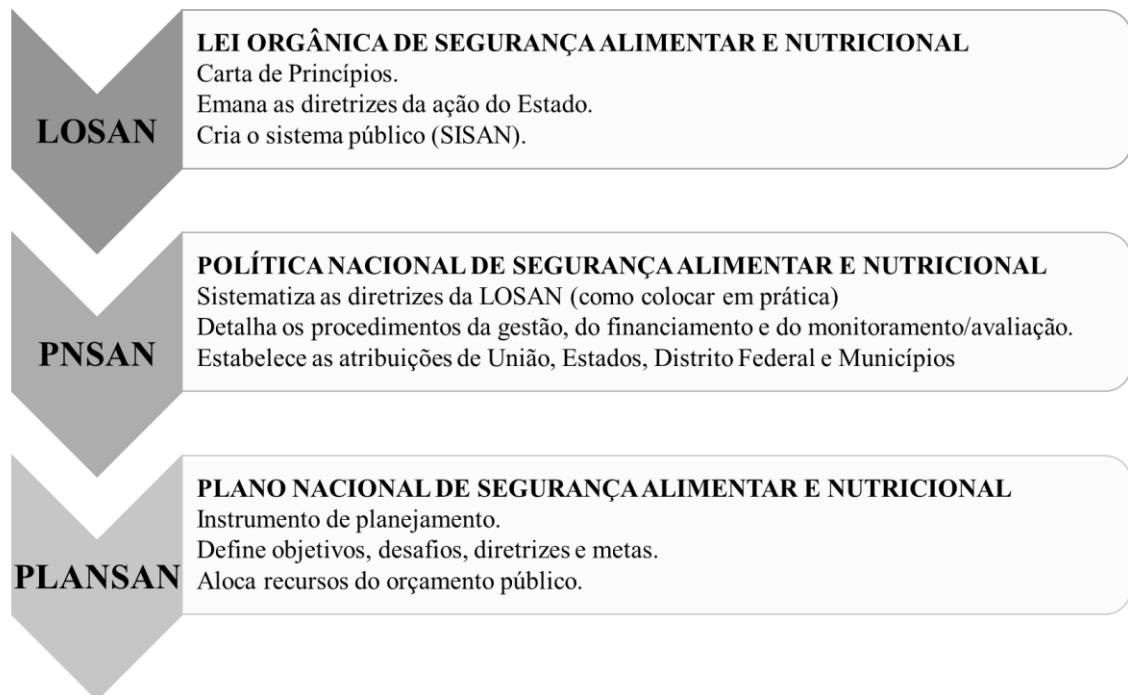 LOSAN
LEI ORGÂNICA DE SEGURANÇA ALIMENTAR E NUTRICIONAL
Carta de Princípios.
Emana as diretrizes da ação do Estado.
Cria o sistema público (SISAN).
PNSAN
POLÍTICA NACIONAL DE SEGURANÇA ALIMENTAR E NUTRICIONAL
Sistematiza as diretrizes da LOSAN (como colocar em prática)
Detalha os procedimentos da gestão, do financiamento e do monitoramento/avaliação.
Estabelece as atribuições de União, Estados, Distrito Federal e Municípios
PLANSAN
PLANO NACIONAL DE SEGURANÇA ALIMENTAR E NUTRICIONAL
Instrumento de planejamento.
Define objetivos, desafios, diretrizes e metas.
Aloca recursos do orçamento público.